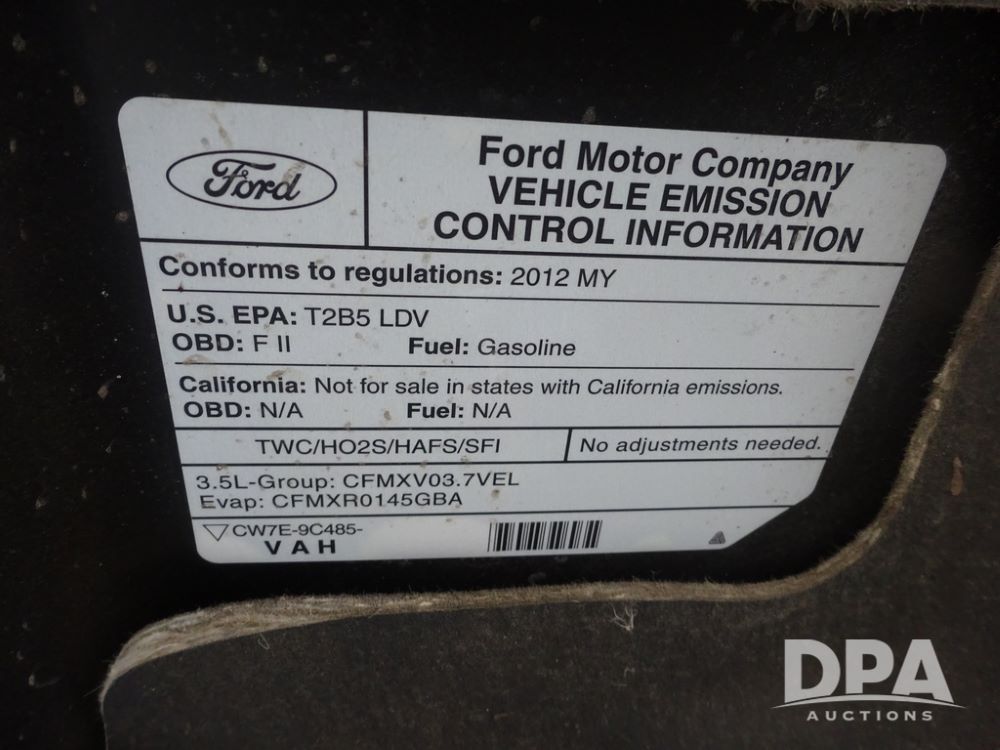 Ford
Ford Motor Company
VEHICLE EMISSION
CONTROL INFORMATION
Conforms to regulations: 2012 MY
U.S. EPA: T2B5 LDV
OBD: F II Fuel: Gasoline
California: Not for sale in states with California emissions.
OBD: N/A Fuel: N/A
TWC/HO2S/HAFS/SFI No adjustments needed.
3.5L-Group: CFMXV03.7VEL
Evap: CFMXR0145GBA
CW7E-9C485-
VAH
DPA
AUCTIONS